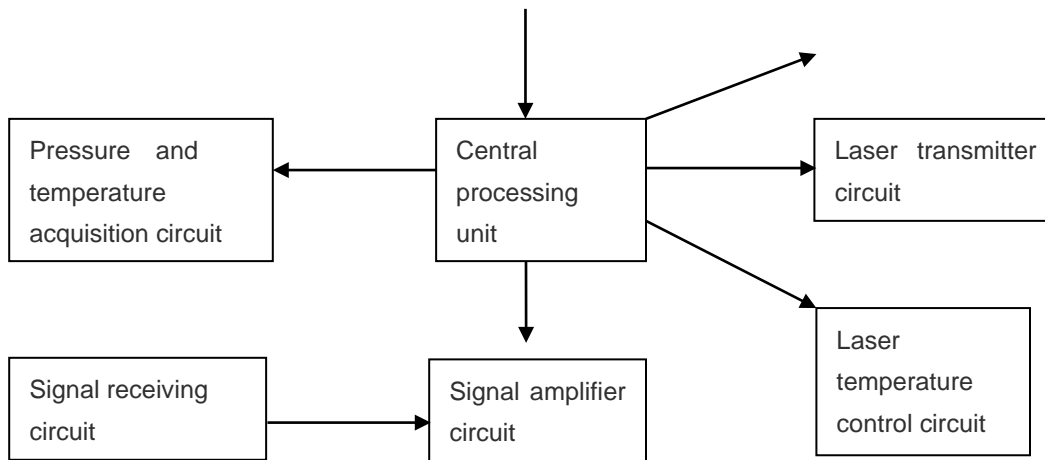 Pressure and
temperature
acquisition circuit
Central
processing
unit
Laser transmitter
circuit
Signal receiving
circuit
Signal amplifier
circuit
Laser
temperature
control circuit